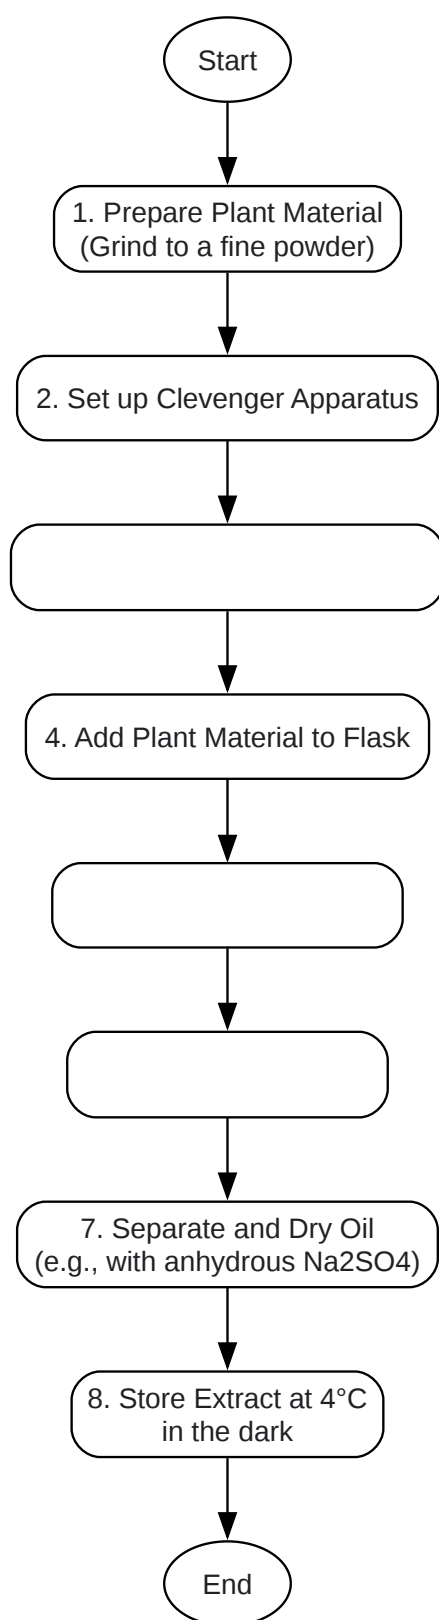 Start
1. Prepare Plant Material
(Grind to a fine powder)
2. Set up Clevenger Apparatus
4. Add Plant Material to Flask
7. Separate and Dry Oil
(e.g., with anhydrous Na2SO4)
8. Store Extract at 4°C
in the dark
End